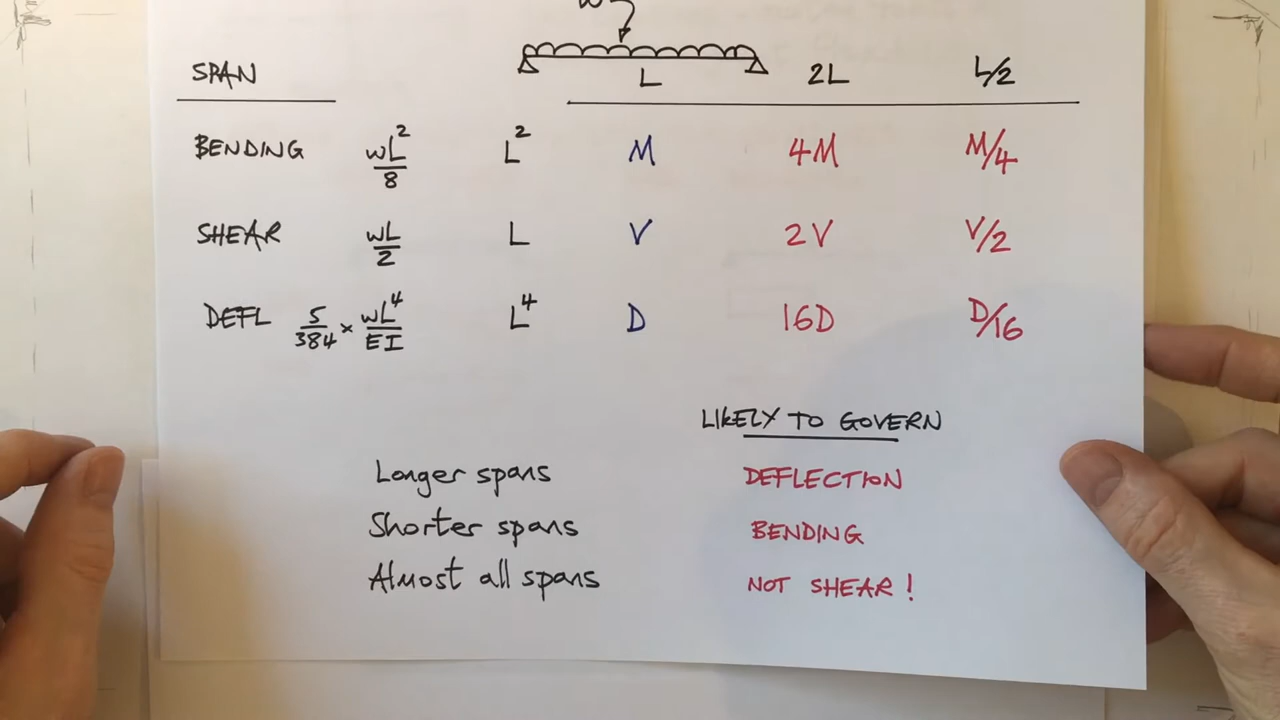 w
SPAN L 2L L/2
BENDING wL²/8 L² M 4M M/4
SHEAR wL/2 L V 2V V/2
DEFL 5/384 × wL⁴/EI L⁴ D 16D D/16
LIKELY TO GOVERN
Longer spans DEFLECTION
Shorter spans BENDING
Almost all spans NOT SHEAR!